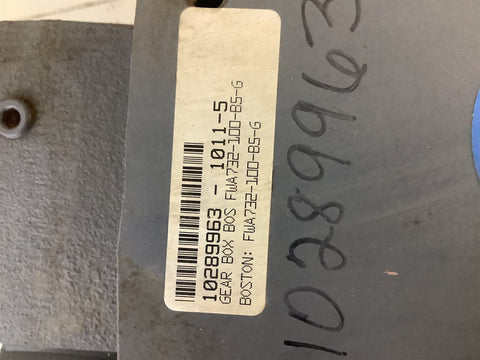 10289963 - 1011-5
GEAR BOX BOS FWA732-100-B5-G
BOSTON: FWA732-100-B5-G
10289963